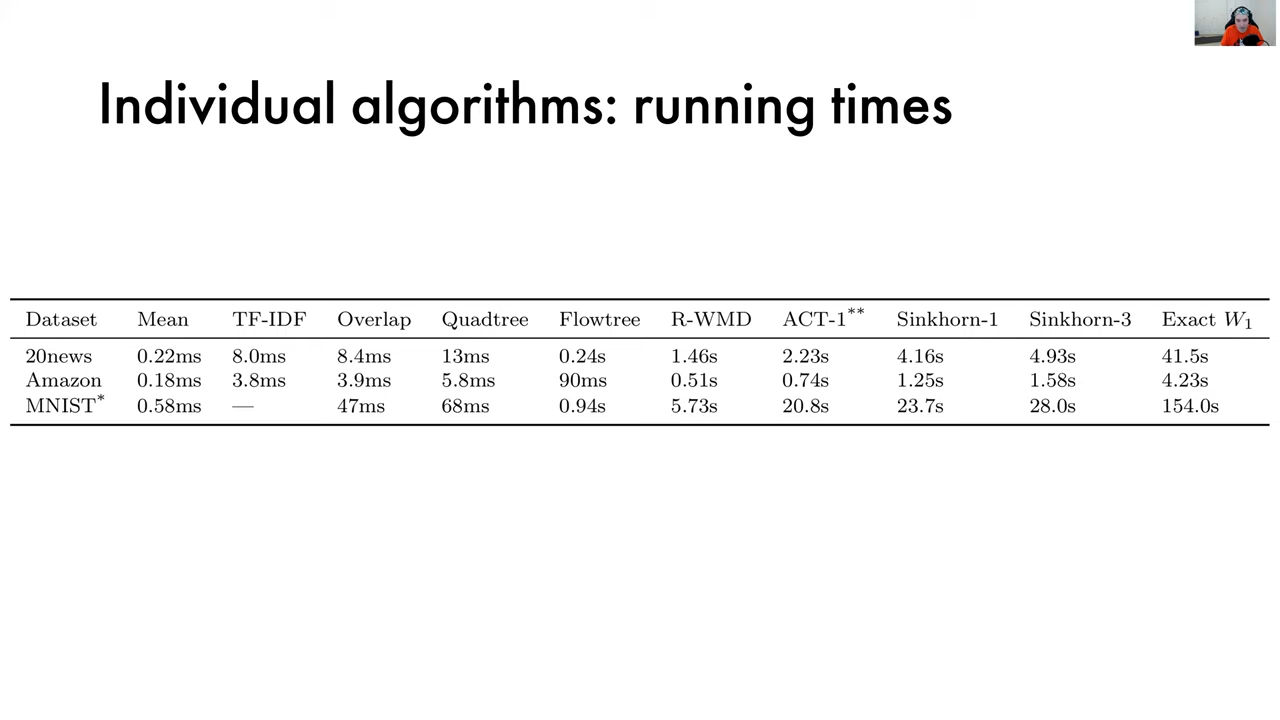 Individual algorithms: running times
Dataset Mean TF-IDF Overlap Quadtree Flowtree R-WMD ACT-1** Sinkhorn-1 Sinkhorn-3 Exact W₁
20news 0.22ms 8.0ms 8.4ms 13ms 0.24s 1.46s 2.23s 4.16s 4.93s 41.5s
Amazon 0.18ms 3.8ms 3.9ms 5.8ms 90ms 0.51s 0.74s 1.25s 1.58s 4.23s
MNIST* 0.58ms — 47ms 68ms 0.94s 5.73s 20.8s 23.7s 28.0s 154.0s